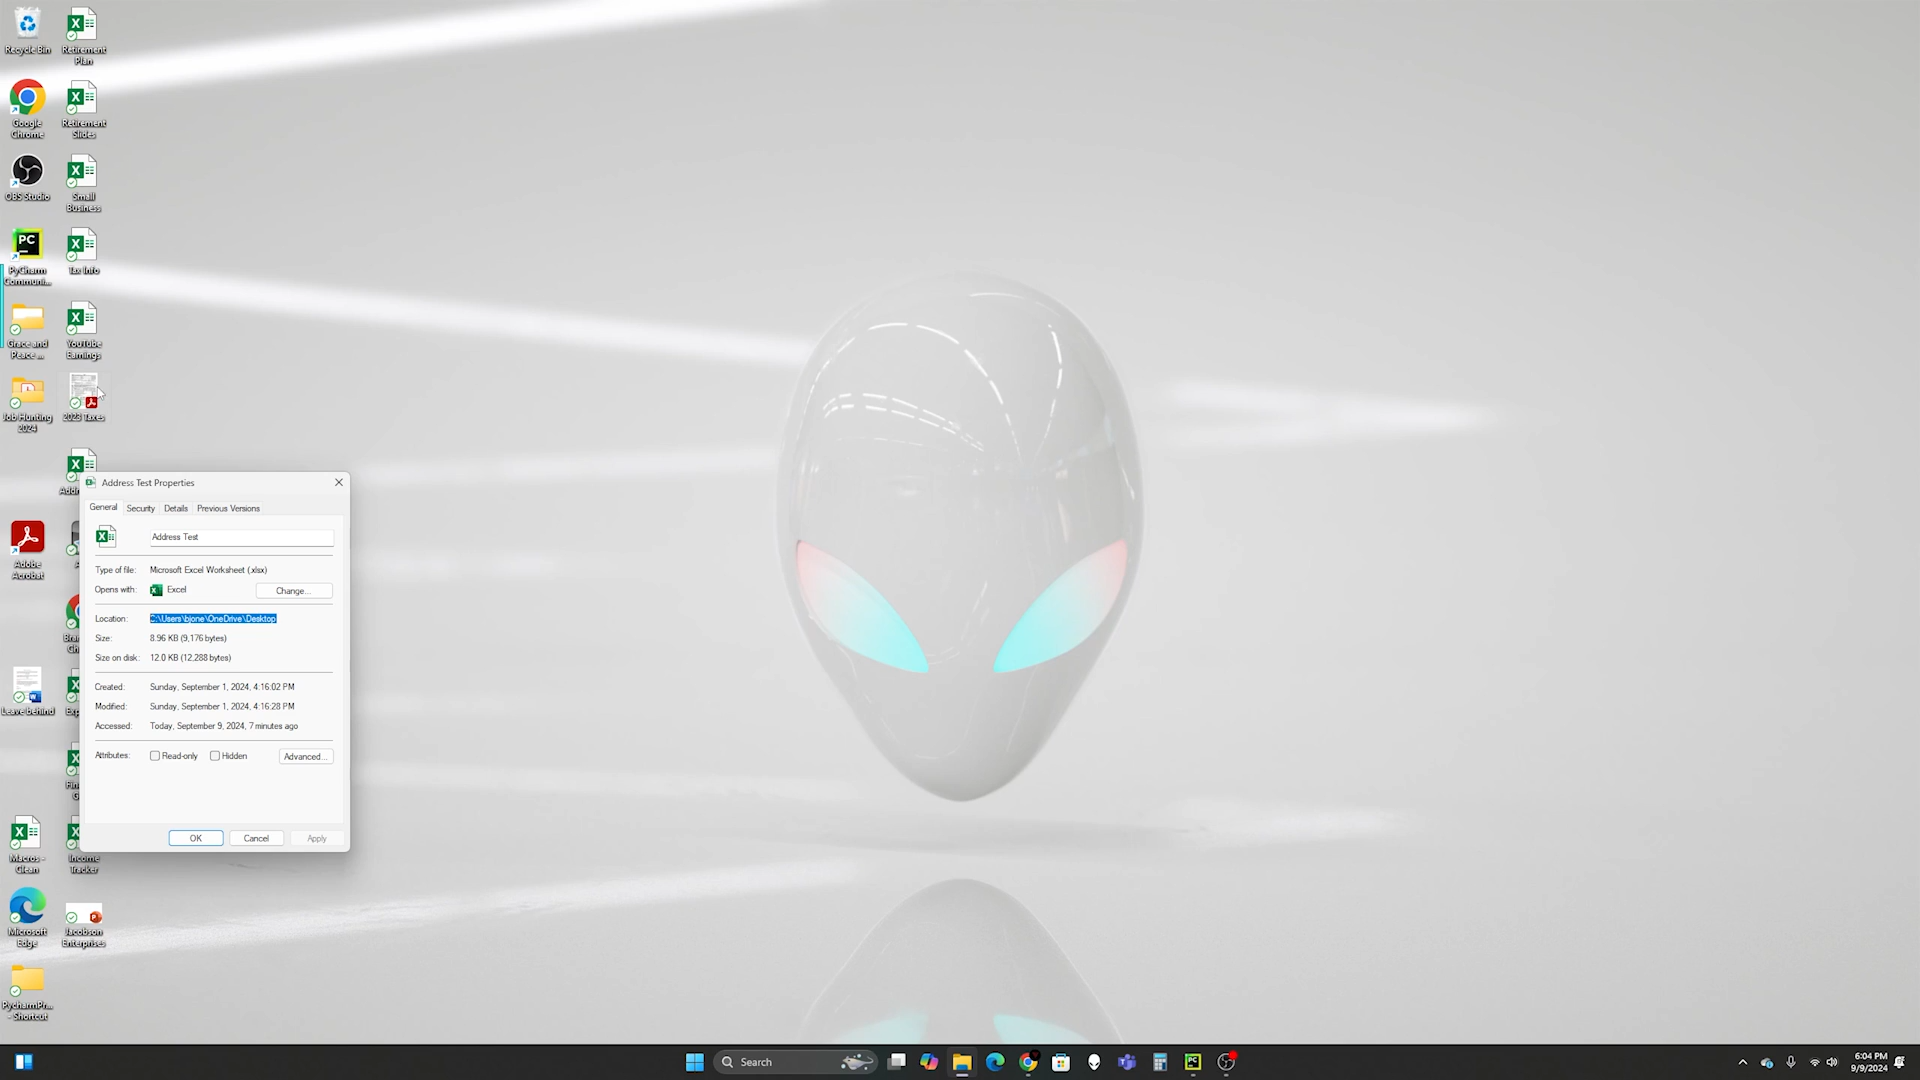 Recycle Bin
Retirement
Plan
Google
Chrome
Retirement
Slides
OBS Studio
Small
Business
PC
PyCharm
Communi...
Tax Info
Grace and
Peace ...
YouTube
Earnings
Job Hunting
2024
2023 Taxes
Adobe
Acrobat
Leave behind
Macros -
Clean
Income
Tracker
Microsoft
Edge
Jacobson
Enterprises
PycharmPr...
- Shortcut
Address Test Properties
General Security Details Previous Versions
Address Test
Type of file: Microsoft Excel Worksheet (.xlsx)
Opens with: Excel Change...
Location: C:\Users\bjone\OneDrive\Desktop
Size: 8.96 KB (9,176 bytes)
Size on disk: 12.0 KB (12,288 bytes)
Created: Sunday, September 1, 2024, 4:16:02 PM
Modified: Sunday, September 1, 2024, 4:16:28 PM
Accessed: Today, September 9, 2024, 7 minutes ago
Attributes: Read-only Hidden Advanced...
OK Cancel Apply
Search
6:04 PM
9/9/2024